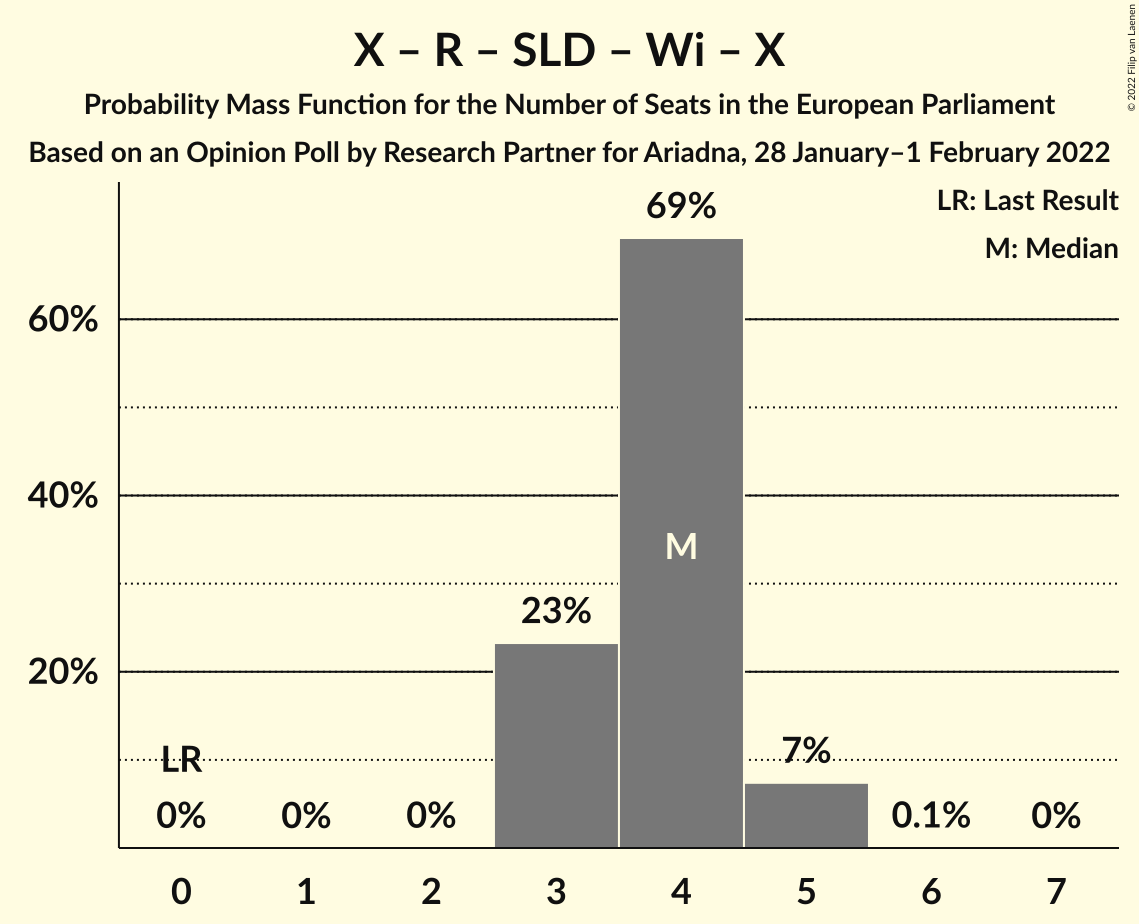 X – R – SLD – Wi – X
Probability Mass Function for the Number of Seats in the European Parliament
Based on an Opinion Poll by Research Partner for Ariadna, 28 January–1 February 2022
© 2022 Filip van Laenen
LR: Last Result
M: Median
69%
60%
40%
M
23%
20%
LR
7%
0% 0% 0% 0.1% 0%
0 1 2 3 4 5 6 7